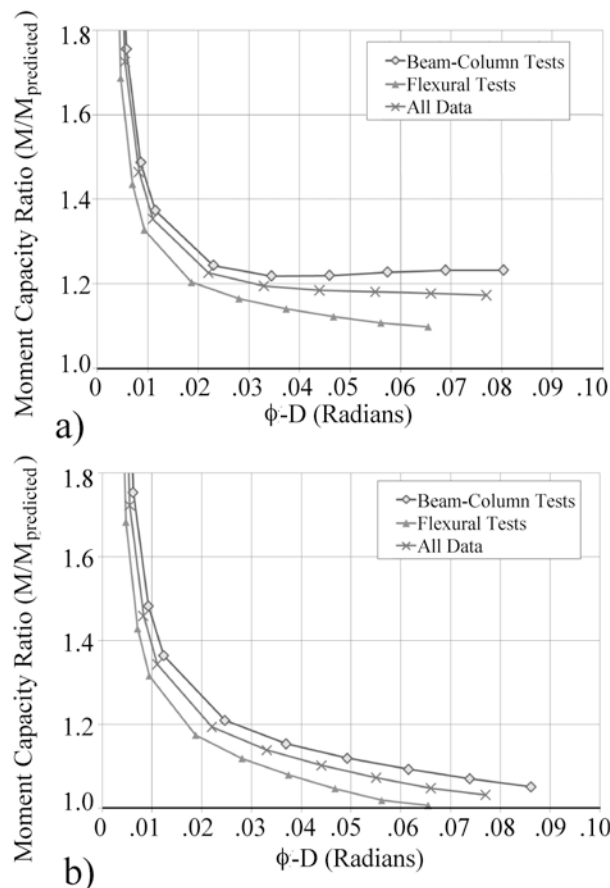 1.8
1.6
1.4
1.2
1.0
Moment Capacity Ratio (M/Mpredicted)
Beam-Column Tests
Flexural Tests
All Data
0 .01 .02 .03 .04 .05 .06 .07 .08 .09 .10
ϕ-D (Radians)
a)
1.8
1.6
1.4
1.2
1.0
Moment Capacity Ratio (M/Mpredicted)
Beam-Column Tests
Flexural Tests
All Data
0 .01 .02 .03 .04 .05 .06 .07 .08 .09 .10
ϕ-D (Radians)
b)